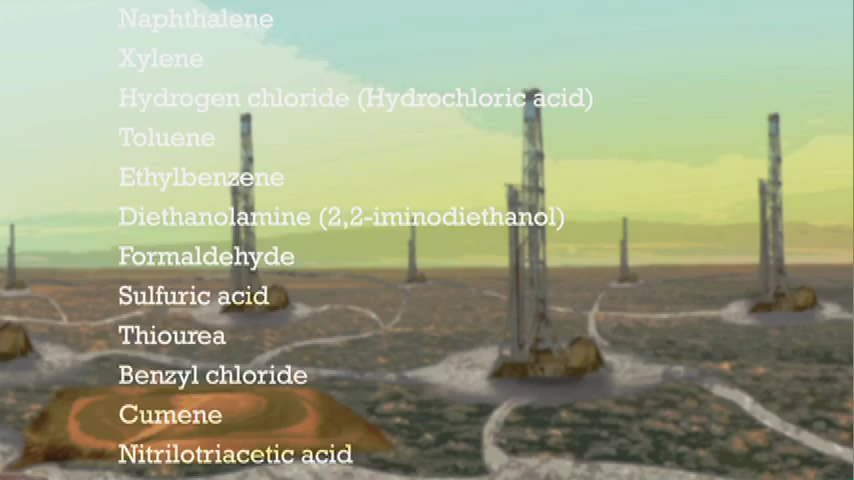 Naphthalene
Xylene
Hydrogen chloride (Hydrochloric acid)
Toluene
Ethylbenzene
Diethanolamine (2,2-iminodiethanol)
Formaldehyde
Sulfuric acid
Thiourea
Benzyl chloride
Cumene
Nitrilotriacetic acid